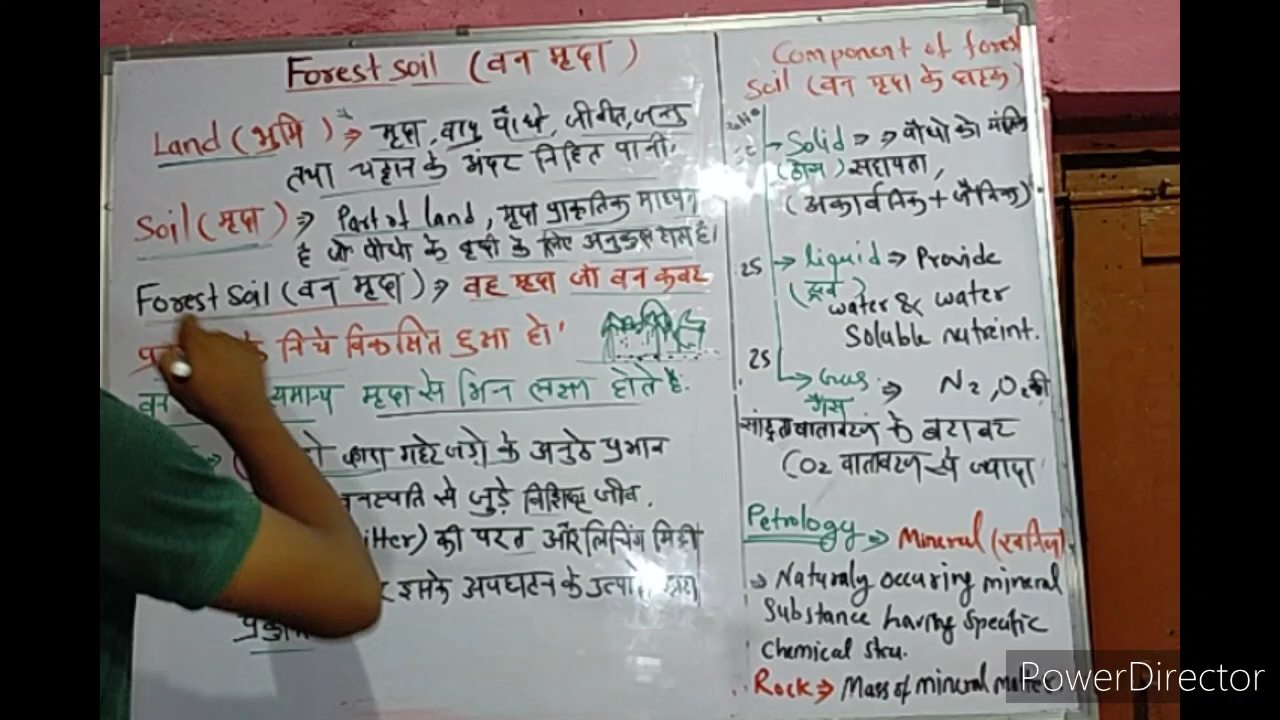 Forest soil (वन मृदा)
Land (भूमि) ⇒ मृदा, वायु पौधे, जीवित, जन्तु
तथा चट्टान के अंदर निहित पानी,
Soil (मृदा) ⇒ Part of land, मृदा प्राकृतिक माध्यम
है जो पौधो के वृद्धी के लिए अनुकूल होता है।
Forest Soil (वन मृदा) ⇒ वह मृदा जो वन कवर
के निचे विकसित हुआ हो।
मृदा से भिन्न होते है.
गहरे जड़ो के अनुठे प्रभाव
वनस्पति से जुड़े विशिष्ट जीव.
की परत और लिचिंग
इसके अपघटन के
Component of forest
soil (वन मृदा के घटक)
→ Solid ⇒ पौधो को
(ठोस) सहायता,
(अकार्बनिक + जैविक)
25 → liquid ⇒ Provide
(द्रव)
water & water
Soluble nutreint.
25
→ Gas ⇒ N2, O2 की
गैस
सांद्रता वातावरण के बराबर
CO2 वातावरण से ज्यादा
Petrology ⇒ Mineral (खनिज)
⇒ Naturaly occuring mineral
Substance having specific
Chemical Stru.
Rock ⇒ Mass of mineral
PowerDirector